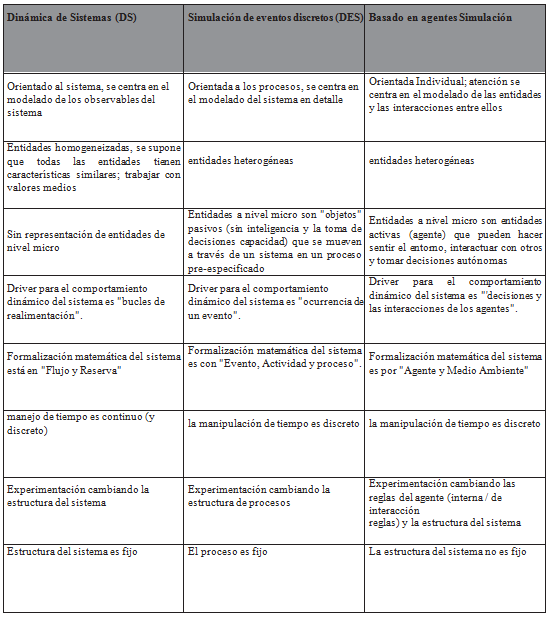 Dinámica de Sistemas (DS)
Simulación de eventos discretos (DES)
Basado en agentes Simulación
Orientado al sistema, se centra en el
modelado de los observables del
sistema
Orientada a los procesos, se centra en
el modelado del sistema en detalle
Orientada Individual; atención se
centra en el modelado de las entidades
y las interacciones entre ellos
Entidades homogeneizadas, se supone
que todas las entidades tienen
características similares; trabajar con
valores medios
entidades heterogéneas
entidades heterogéneas
Sin representación de entidades de
nivel micro
Entidades a nivel micro son "objetos"
pasivos (sin inteligencia y la toma de
decisiones capacidad) que se mueven
a través de un sistema en un proceso
pre-especificado
Entidades a nivel micro son entidades
activas (agente) que pueden hacer
sentir el entorno, interactuar con otros
y tomar decisiones autónomas
Driver para el comportamiento
dinámico del sistema es "bucles de
realimentación".
Driver para el comportamiento
dinámico del sistema es "ocurrencia de
un evento".
Driver para el comportamiento
dinámico del sistema es "'decisiones y
las interacciones de los agentes".
Formalización matemática del sistema
está en "Flujo y Reserva"
Formalización matemática del sistema
es con "Evento, Actividad y proceso".
Formalización matemática del sistema
es por "Agente y Medio Ambiente"
manejo de tiempo es continuo (y
discreto)
la manipulación de tiempo es discreto
la manipulación de tiempo es discreto
Experimentación cambiando la
estructura del sistema
Experimentación cambiando la
estructura de procesos
Experimentación cambiando las
reglas del agente (interna / de
interacción
reglas) y la estructura del sistema
Estructura del sistema es fijo
El proceso es fijo
La estructura del sistema no es fijo